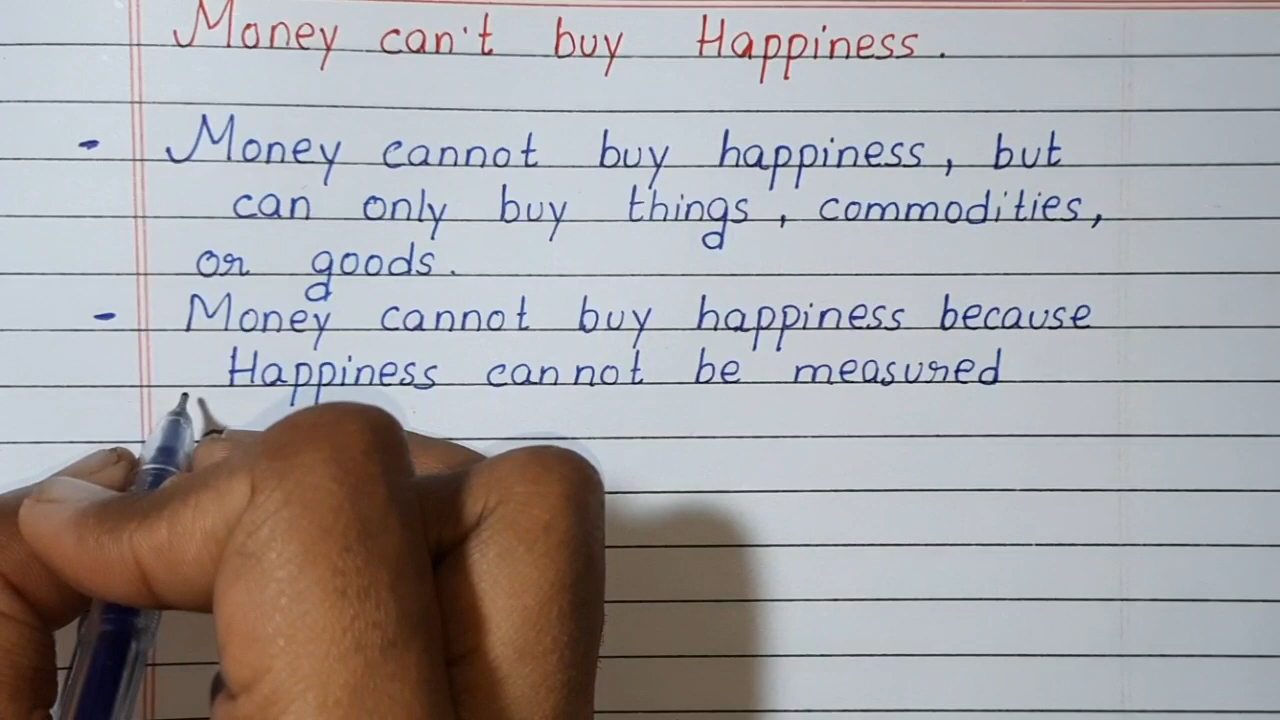 Money can't buy Happiness.
- Money cannot buy happiness, but
can only buy things, commodities,
or goods.
- Money cannot buy happiness because
Happiness cannot be measured